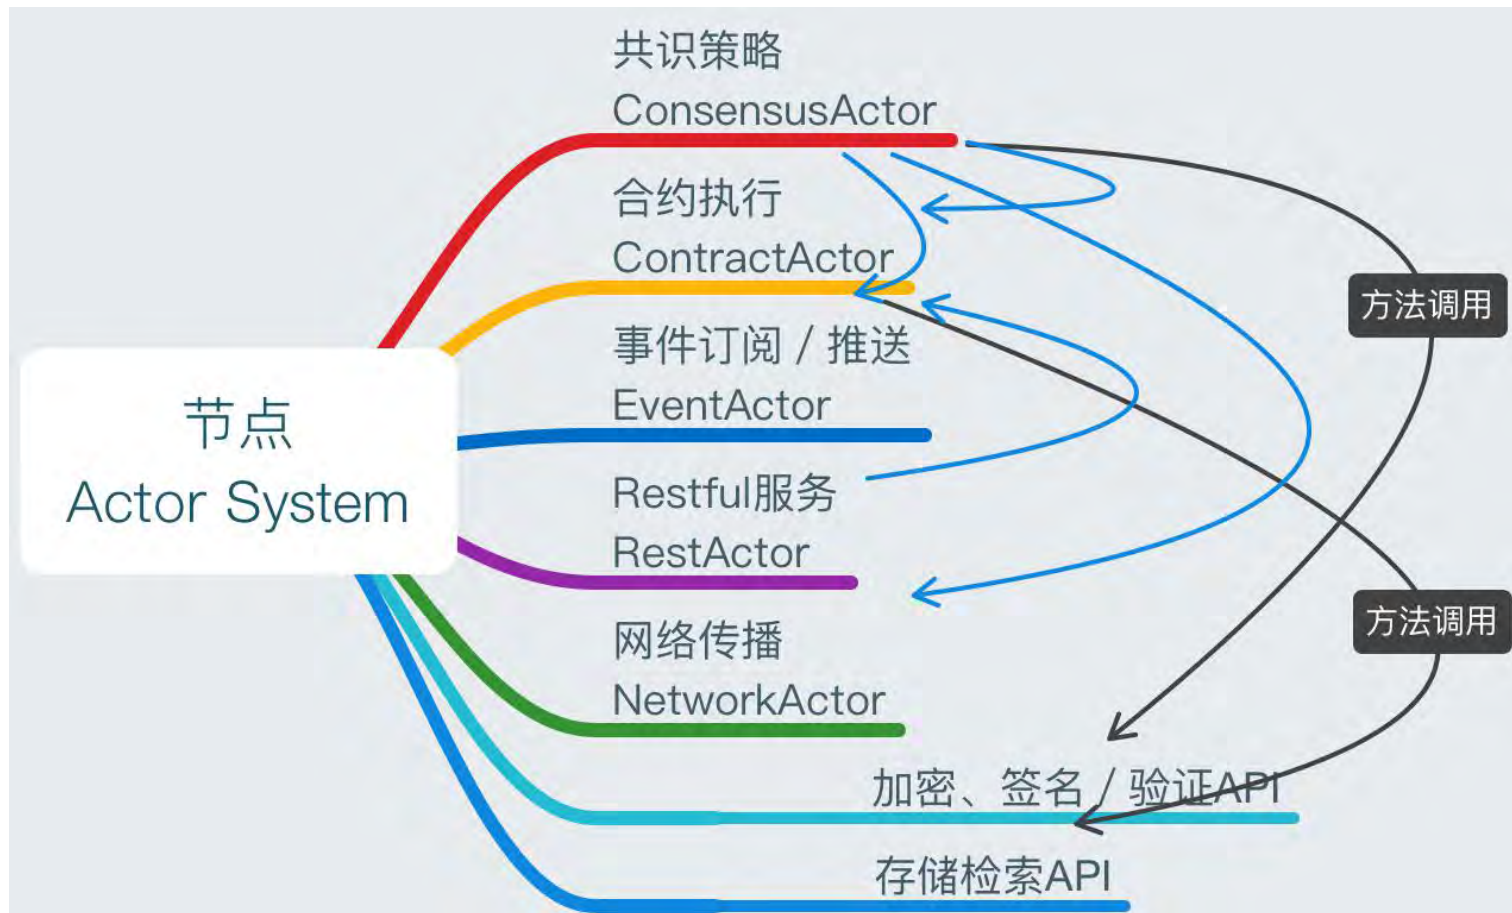 共识策略
ConsensusActor
合约执行
ContractActor
方法调用
事件订阅 / 推送
EventActor
节点
Actor System
Restful服务
RestActor
方法调用
网络传播
NetworkActor
加密、签名 / 验证API
存储检索API